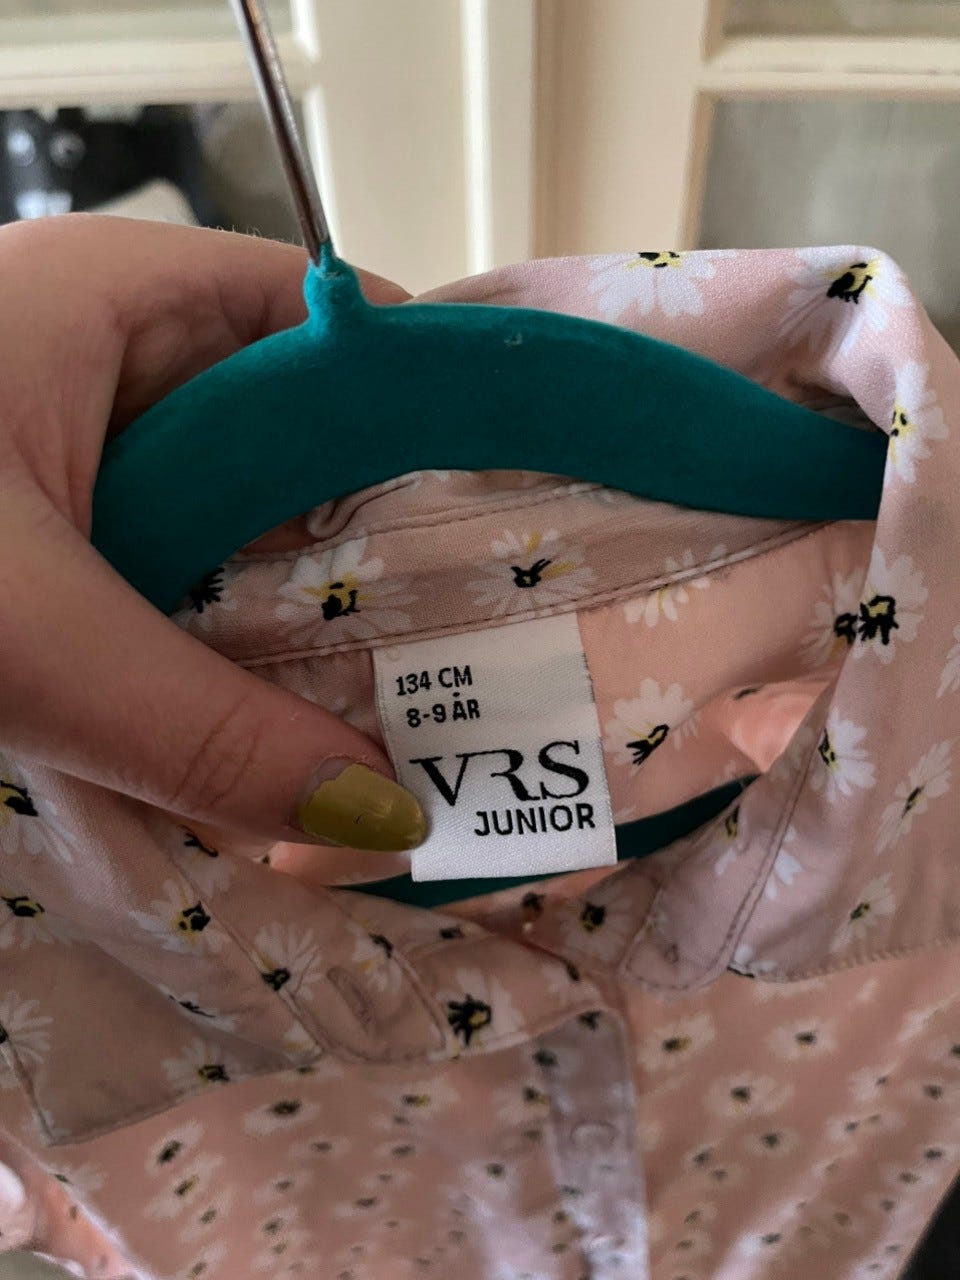 134 CM
8-9 ÅR
VRS
JUNIOR